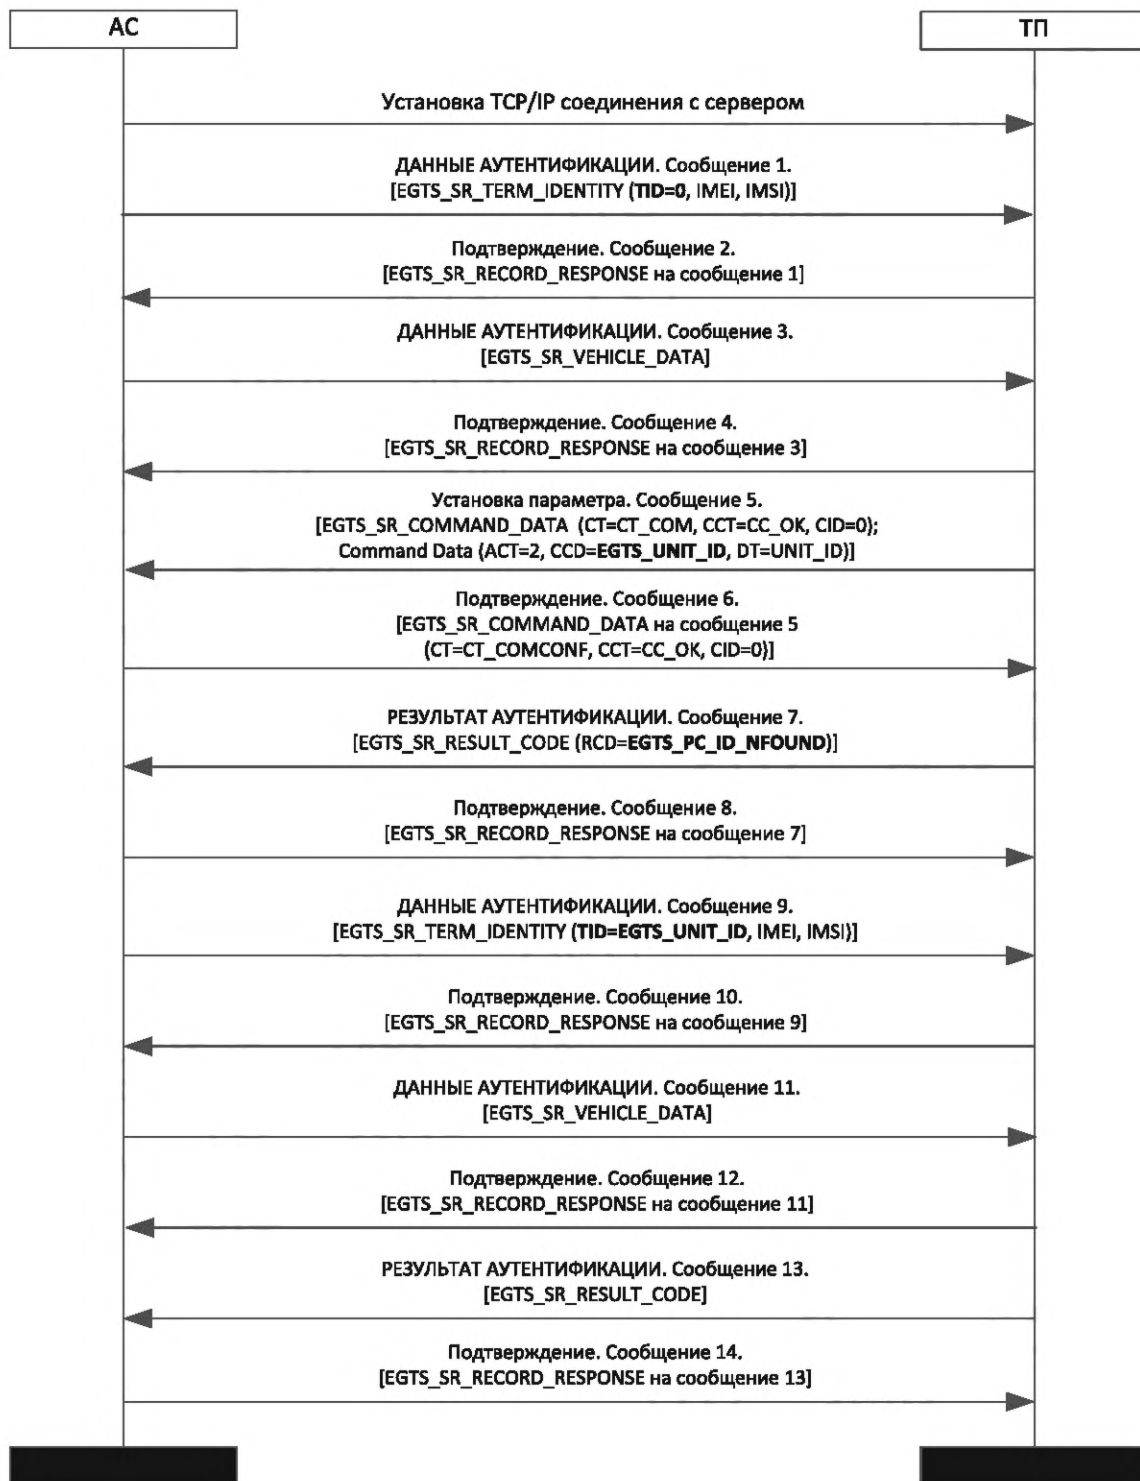 АС
ТП
Установка TCP/IP соединения с сервером
ДАННЫЕ АУТЕНТИФИКАЦИИ. Сообщение 1.
[EGTS_SR_TERM_IDENTITY (TID=0, IMEI, IMSI)]
Подтверждение. Сообщение 2.
[EGTS_SR_RECORD_RESPONSE на сообщение 1]
ДАННЫЕ АУТЕНТИФИКАЦИИ. Сообщение 3.
[EGTS_SR_VEHICLE_DATA]
Подтверждение. Сообщение 4.
[EGTS_SR_RECORD_RESPONSE на сообщение 3]
Установка параметра. Сообщение 5.
[EGTS_SR_COMMAND_DATA (CT=CT_COM, CCT=CC_OK, CID=0);
Command Data (ACT=2, CCD=EGTS_UNIT_ID, DT=UNIT_ID)]
Подтверждение. Сообщение 6.
[EGTS_SR_COMMAND_DATA на сообщение 5
(CT=CT_COMCONF, CCT=CC_OK, CID=0)]
РЕЗУЛЬТАТ АУТЕНТИФИКАЦИИ. Сообщение 7.
[EGTS_SR_RESULT_CODE (RCD=EGTS_PC_ID_NFOUND)]
Подтверждение. Сообщение 8.
[EGTS_SR_RECORD_RESPONSE на сообщение 7]
ДАННЫЕ АУТЕНТИФИКАЦИИ. Сообщение 9.
[EGTS_SR_TERM_IDENTITY (TID=EGTS_UNIT_ID, IMEI, IMSI)]
Подтверждение. Сообщение 10.
[EGTS_SR_RECORD_RESPONSE на сообщение 9]
ДАННЫЕ АУТЕНТИФИКАЦИИ. Сообщение 11.
[EGTS_SR_VEHICLE_DATA]
Подтверждение. Сообщение 12.
[EGTS_SR_RECORD_RESPONSE на сообщение 11]
РЕЗУЛЬТАТ АУТЕНТИФИКАЦИИ. Сообщение 13.
[EGTS_SR_RESULT_CODE]
Подтверждение. Сообщение 14.
[EGTS_SR_RECORD_RESPONSE на сообщение 13]